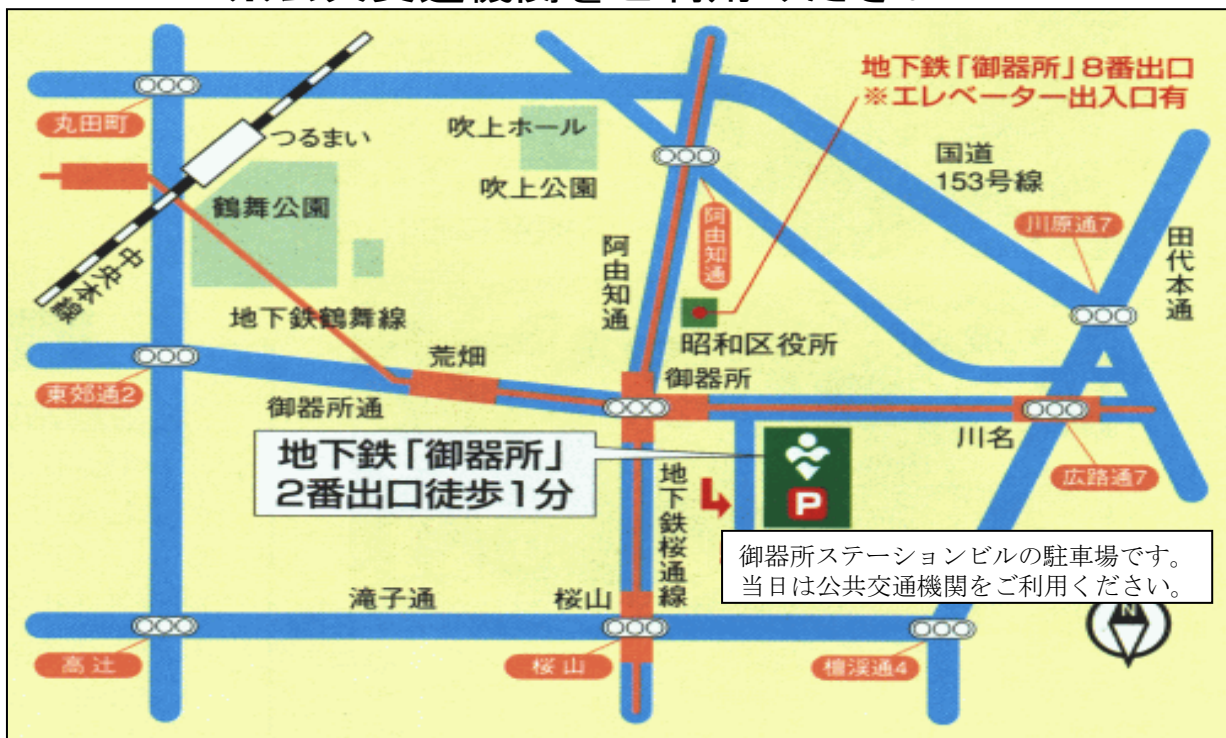 地下鉄「御器所」8番出口
※エレベーター出入口有
丸田町
つるまい
吹上ホール
吹上公園
国道
153号線
鶴舞公園
阿由知通
阿由知通
川原通7
田代本通
中央本線
地下鉄鶴舞線
昭和区役所
荒畑
御器所
東郊通2
御器所通
川名
地下鉄「御器所」
2番出口徒歩1分
地下鉄桜通線
P
広路通7
御器所ステーションビルの駐車場です。
当日は公共交通機関をご利用ください。
滝子通
桜山
N
高辻
桜山
檀渓通4